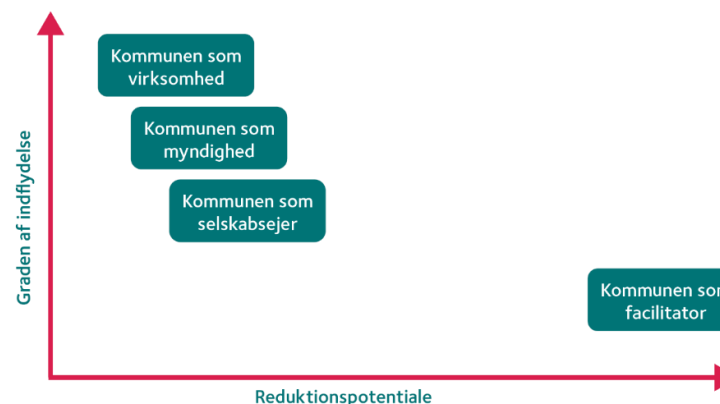 Kommunen som
virksomhed
Kommunen som
myndighed
Kommunen som
selskabsejer
Kommunen som
facilitator
Graden af indflydelse
Reduktionspotentiale